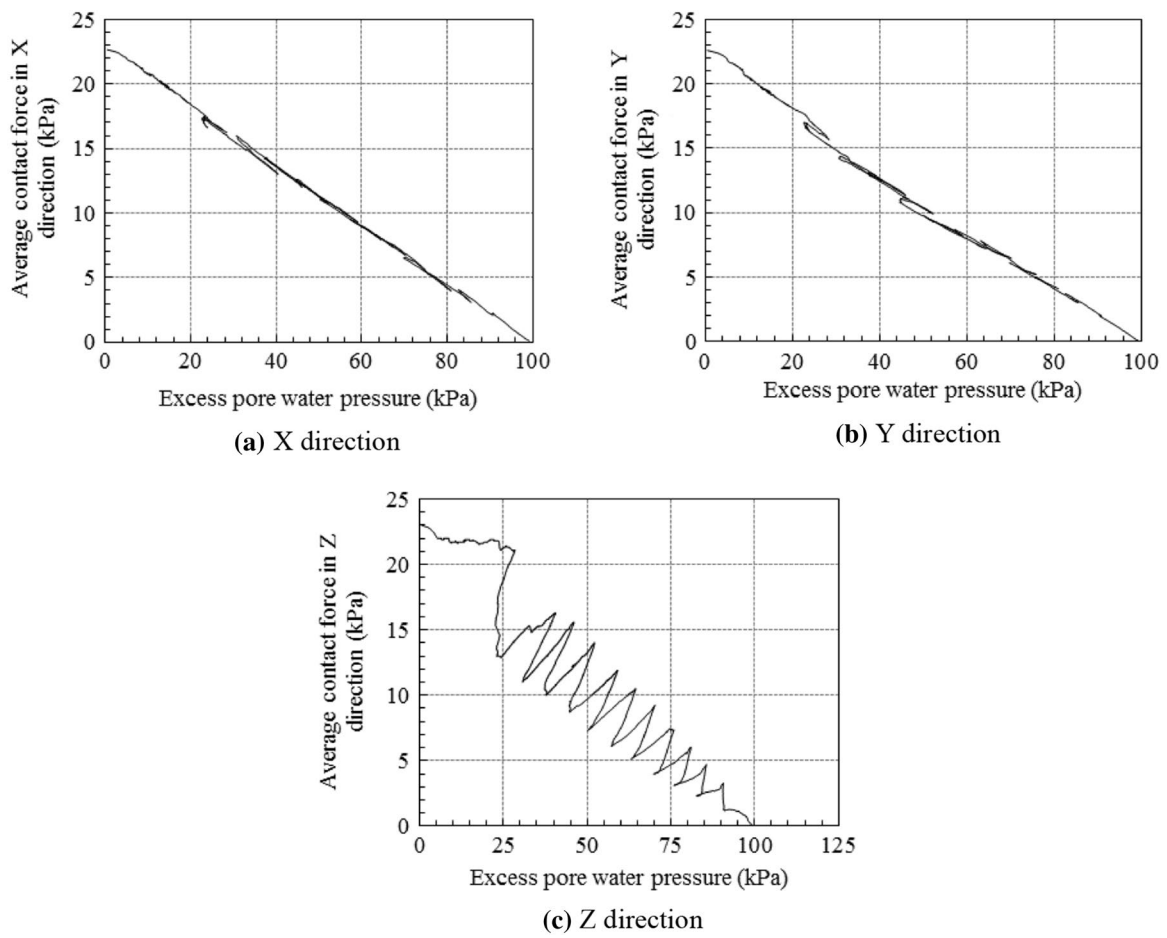 Average contact force in X
direction (kPa)
25
20
15
10
5
0
0 20 40 60 80 100
Excess pore water pressure (kPa)
(a) X direction
Average contact force in Y
direction (kPa)
25
20
15
10
5
0
0 20 40 60 80 100
Excess pore water pressure (kPa)
(b) Y direction
Average contact force in Z
direction (kPa)
25
20
15
10
5
0
0 25 50 75 100 125
Excess pore water pressure (kPa)
(c) Z direction